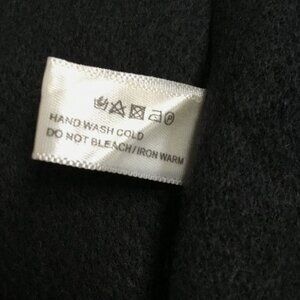 HAND WASH COLD
DO NOT BLEACH/IRON WARM